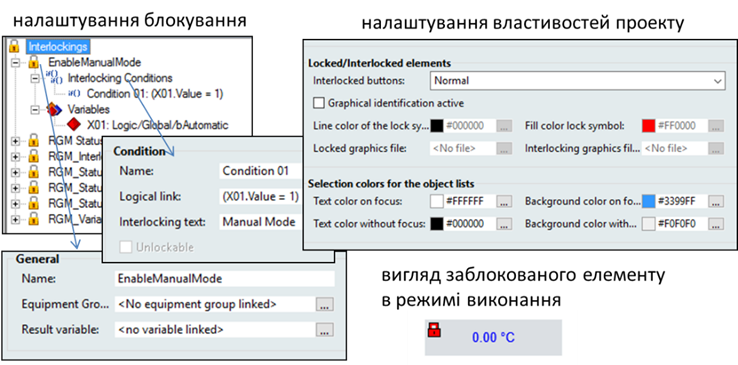 налаштування блокування
Interlockings
EnableManualMode
Interlocking Conditions
Condition 01: (X01.Value = 1)
Variables
X01: Logic/Global/bAutomatic
RGM Status
RGM_Interl
RGM_Statu
RGM_Statu
RGM_Statu
RGM_Varia
Condition
Name: Condition 01
Logical link: (X01.Value = 1)
Interlocking text: Manual Mode
Unlockable
General
Name: EnableManualMode
Equipment Gro... <No equipment group linked> ...
Result variable: <no variable linked> ...
налаштування властивостей проекту
Locked/Interlocked elements
Interlocked buttons: Normal
Graphical identification active
Line color of the lock sy... #000000 ... Fill color lock symbol: #FF0000 ...
Locked graphics file: <No file> ... Interlocking graphics fil... <No file> ...
Selection colors for the object lists
Text color on focus: #FFFFFF ... Background color on fo... #3399FF ...
Text color without focus: #000000 ... Background color with... #F0F0F0 ...
вигляд заблокованого елементу
в режимі виконання
0.00 °C